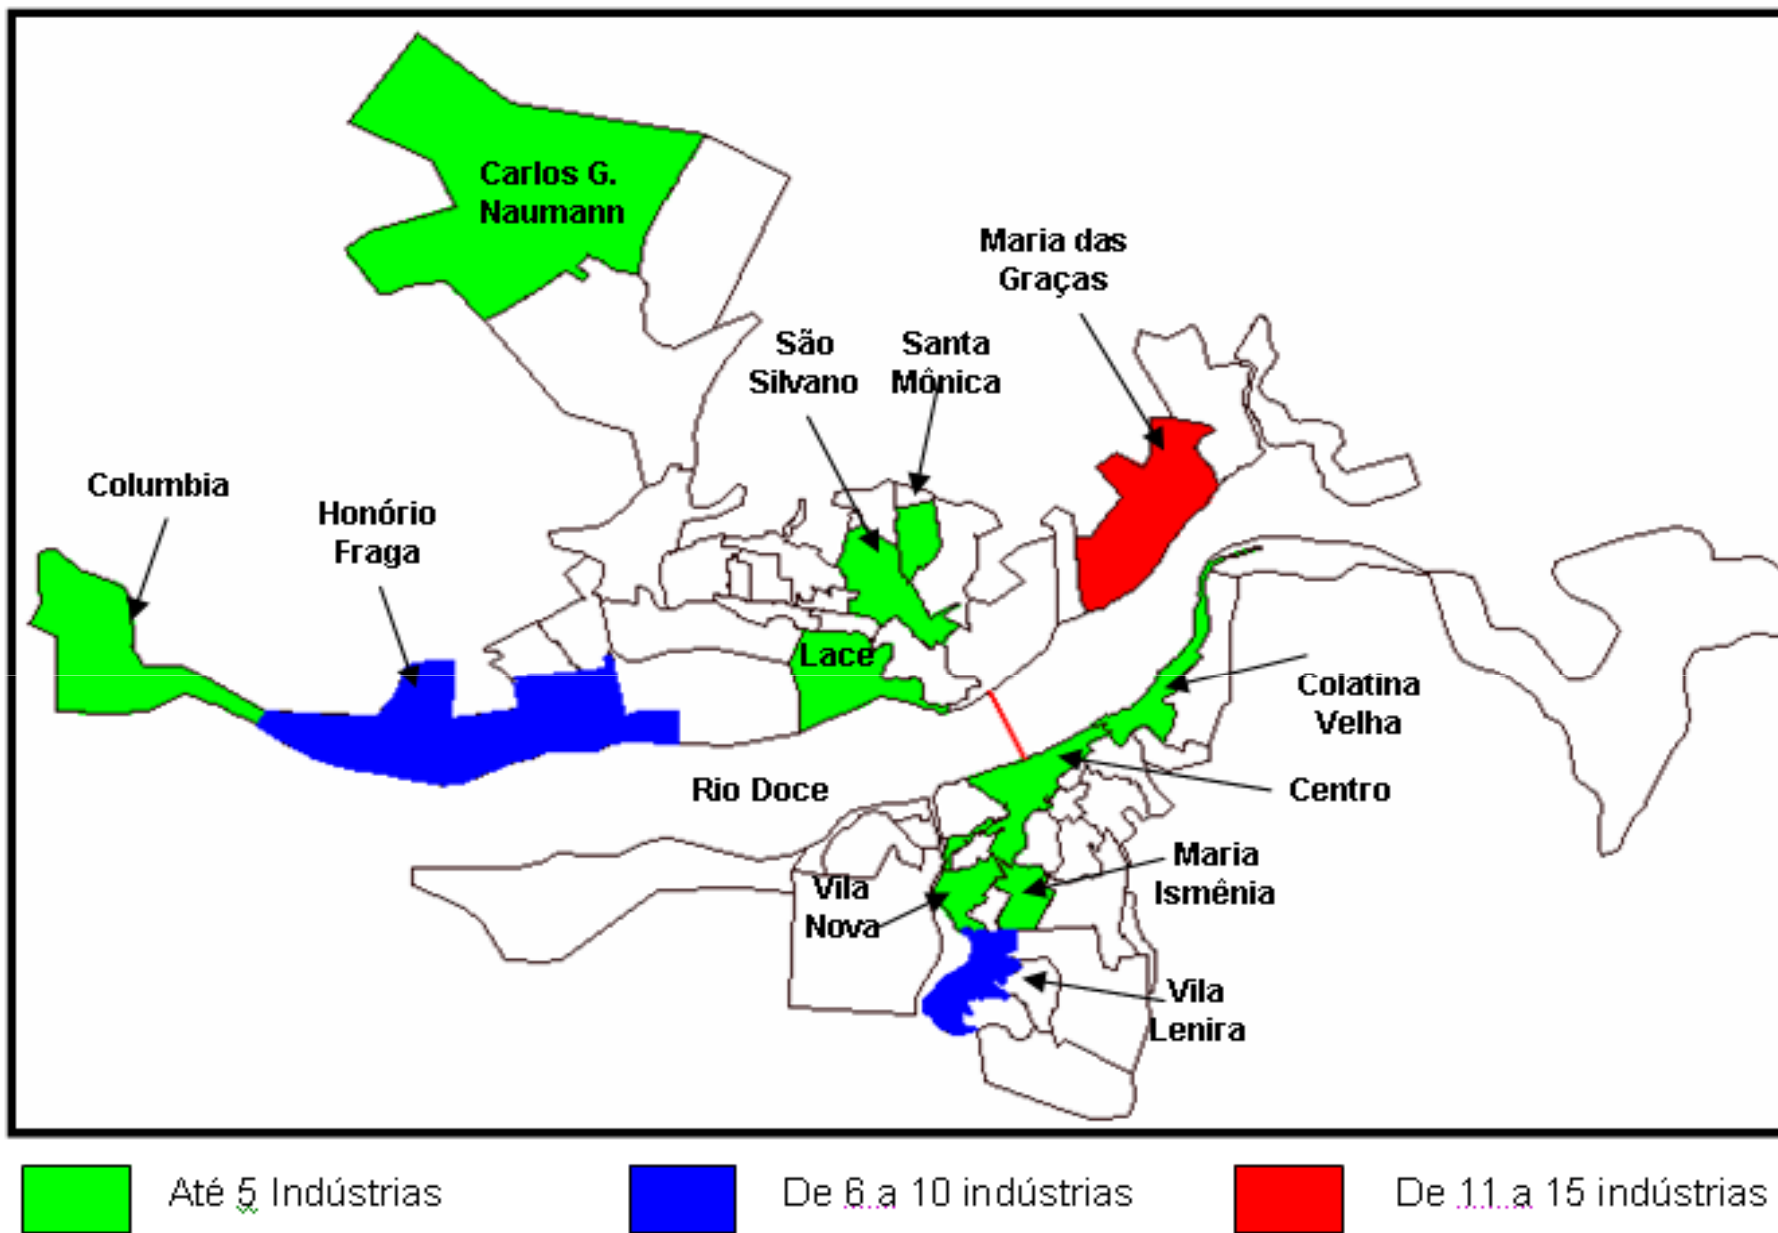 Carlos G.
Naumann
Maria das
Graças
São
Silvano
Santa
Mônica
Columbia
Honório
Fraga
Lace
Colatina
Velha
Rio Doce
Centro
Maria
Ismênia
Vila
Nova
Vila
Lenira
Até 5 Indústrias
De 6 a 10 indústrias
De 11 a 15 indústrias